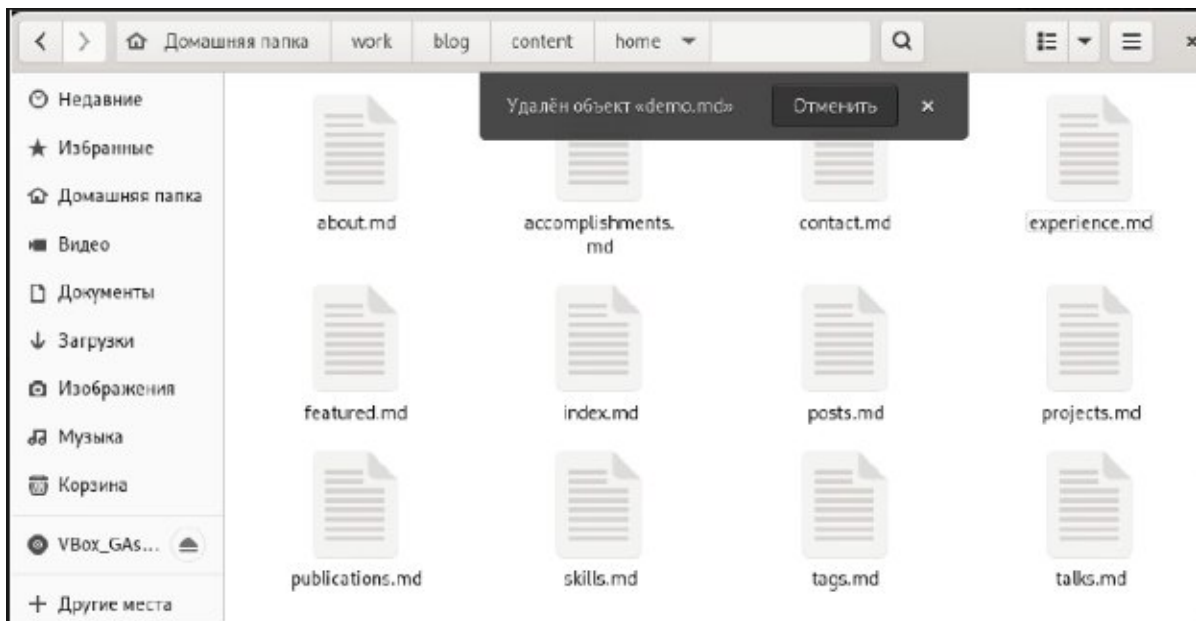 Домашняя папка work blog content home
Недавние
Избранные
Домашняя папка
Видео
Документы
Загрузки
Изображения
Музыка
Корзина
VBox_GAs...
Другие места
Удалён объект «demo.md» Отменить
about.md
accomplishments.
md
contact.md
experience.md
featured.md
index.md
posts.md
projects.md
publications.md
skills.md
tags.md
talks.md